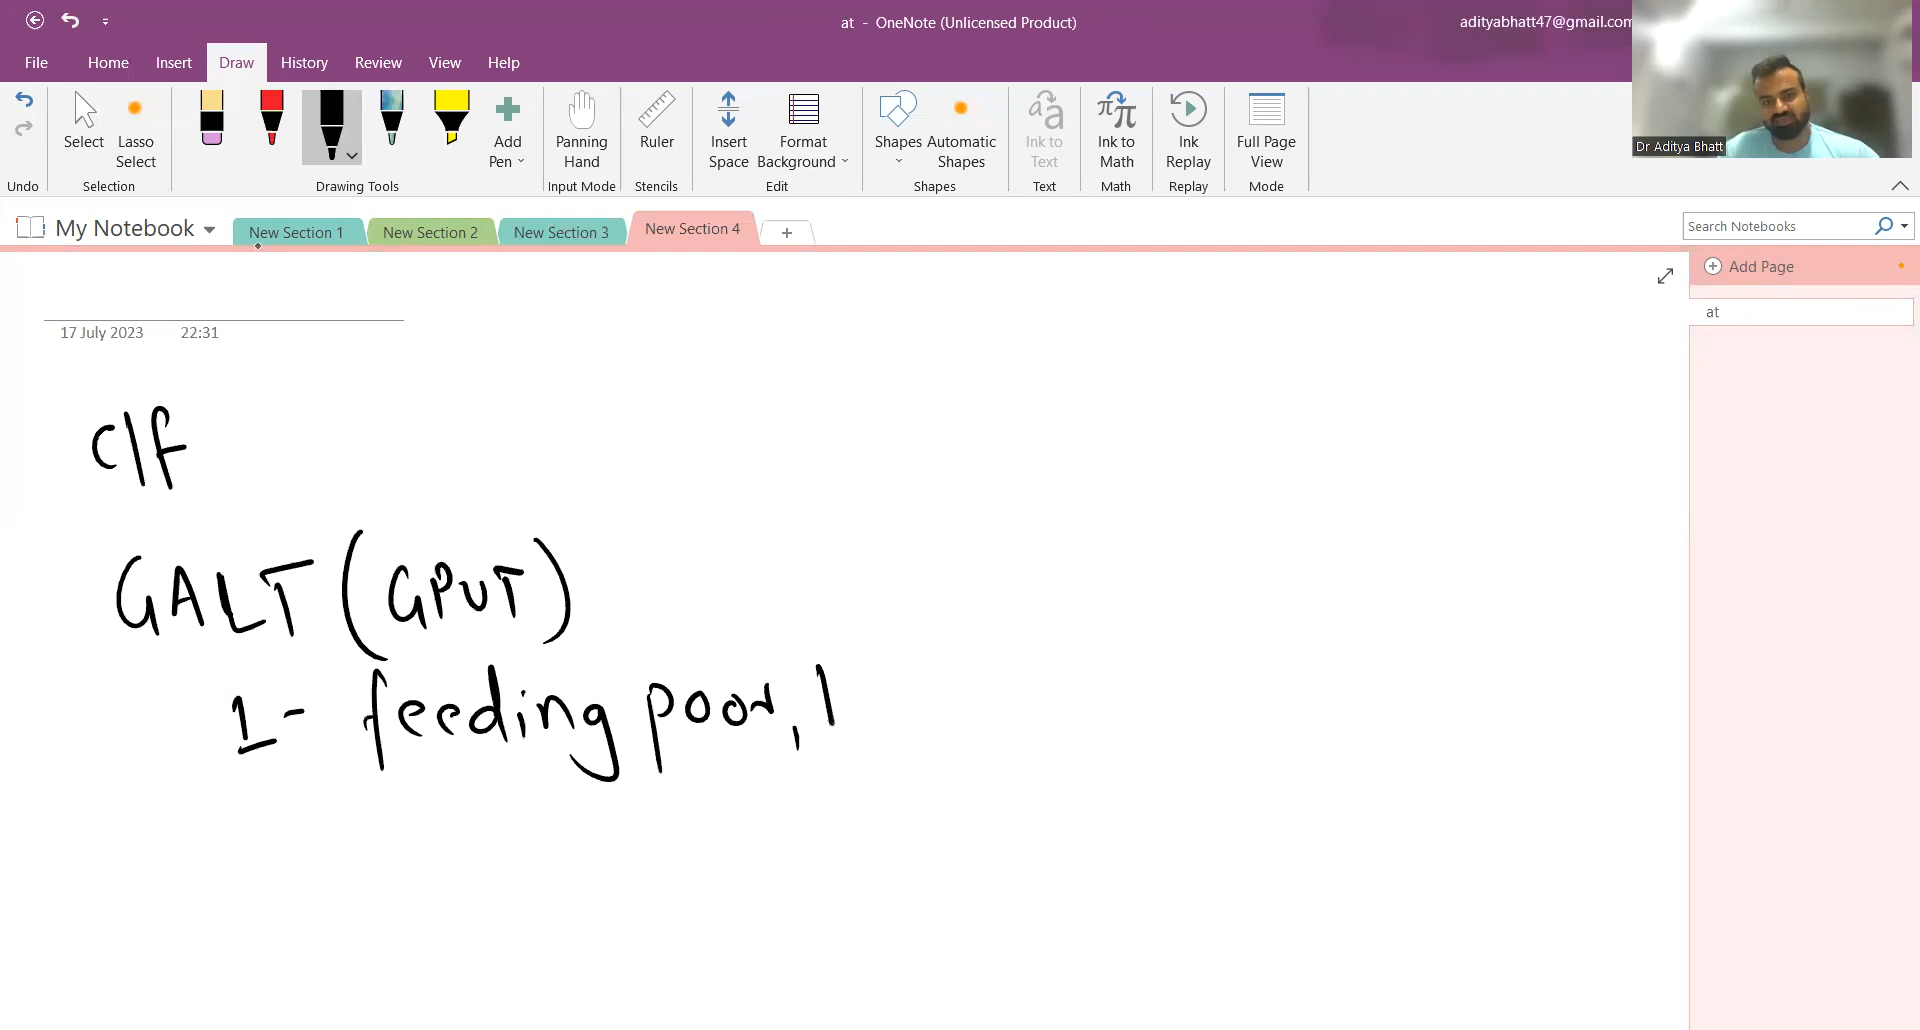 at - OneNote (Unlicensed Product)
adityabhatt47@gmail.com
File Home Insert Draw History Review View Help
Select
Lasso Select
Add Pen
Panning Hand
Ruler
Insert Space
Format Background
Shapes
Automatic Shapes
Ink to Text
Ink to Math
Ink Replay
Full Page View
Undo Selection Drawing Tools Input Mode Stencils Edit Shapes Text Math Replay Mode
Dr Aditya Bhatt
My Notebook New Section 1 New Section 2 New Section 3 New Section 4
Search Notebooks
Add Page
at
17 July 2023 22:31
c/f
GALT (GPUT)
1- feeding poor, l